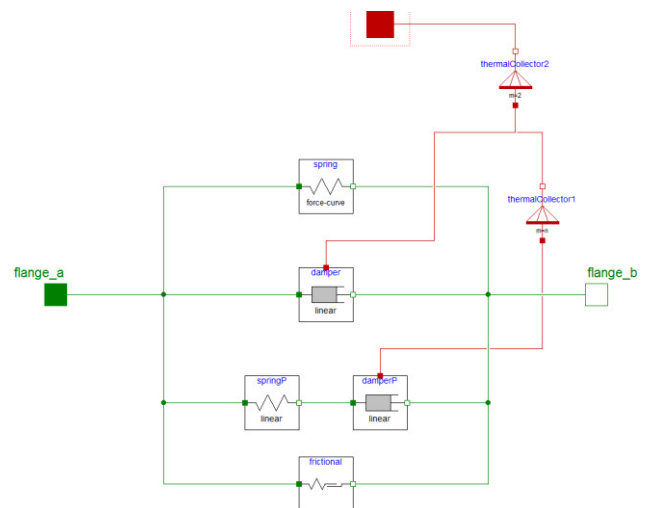 thermalCollector2
m=2
spring
force-curve
thermalCollector1
m=n
flange_a
damper
linear
flange_b
springP
linear
damperP
linear
frictional